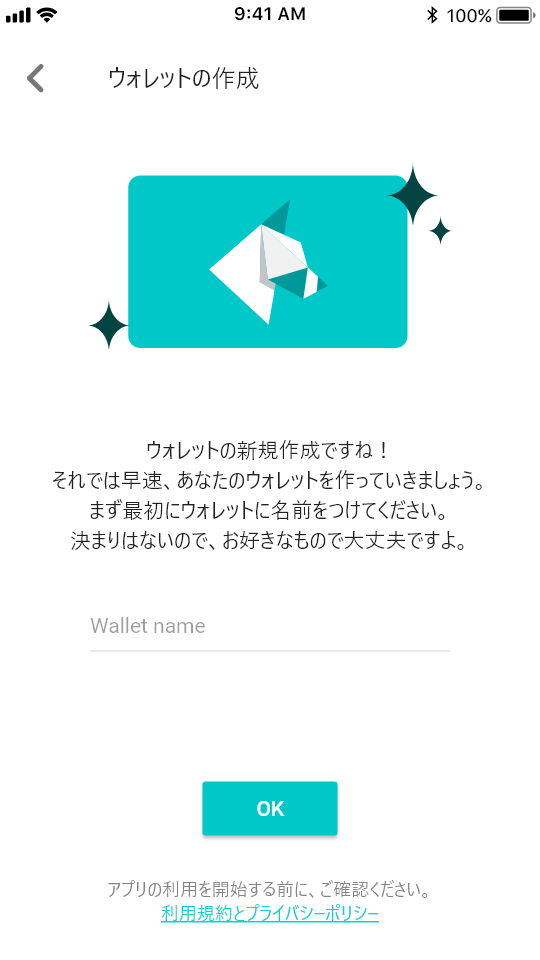 9:41 AM 100%
ウォレットの作成
ウォレットの新規作成ですね！
それでは早速、あなたのウォレットを作っていきましょう。
まず最初にウォレットに名前をつけてください。
決まりはないので、お好きなもので大丈夫ですよ。
Wallet name
OK
アプリの利用を開始する前に、ご確認ください。
利用規約とプライバシーポリシー